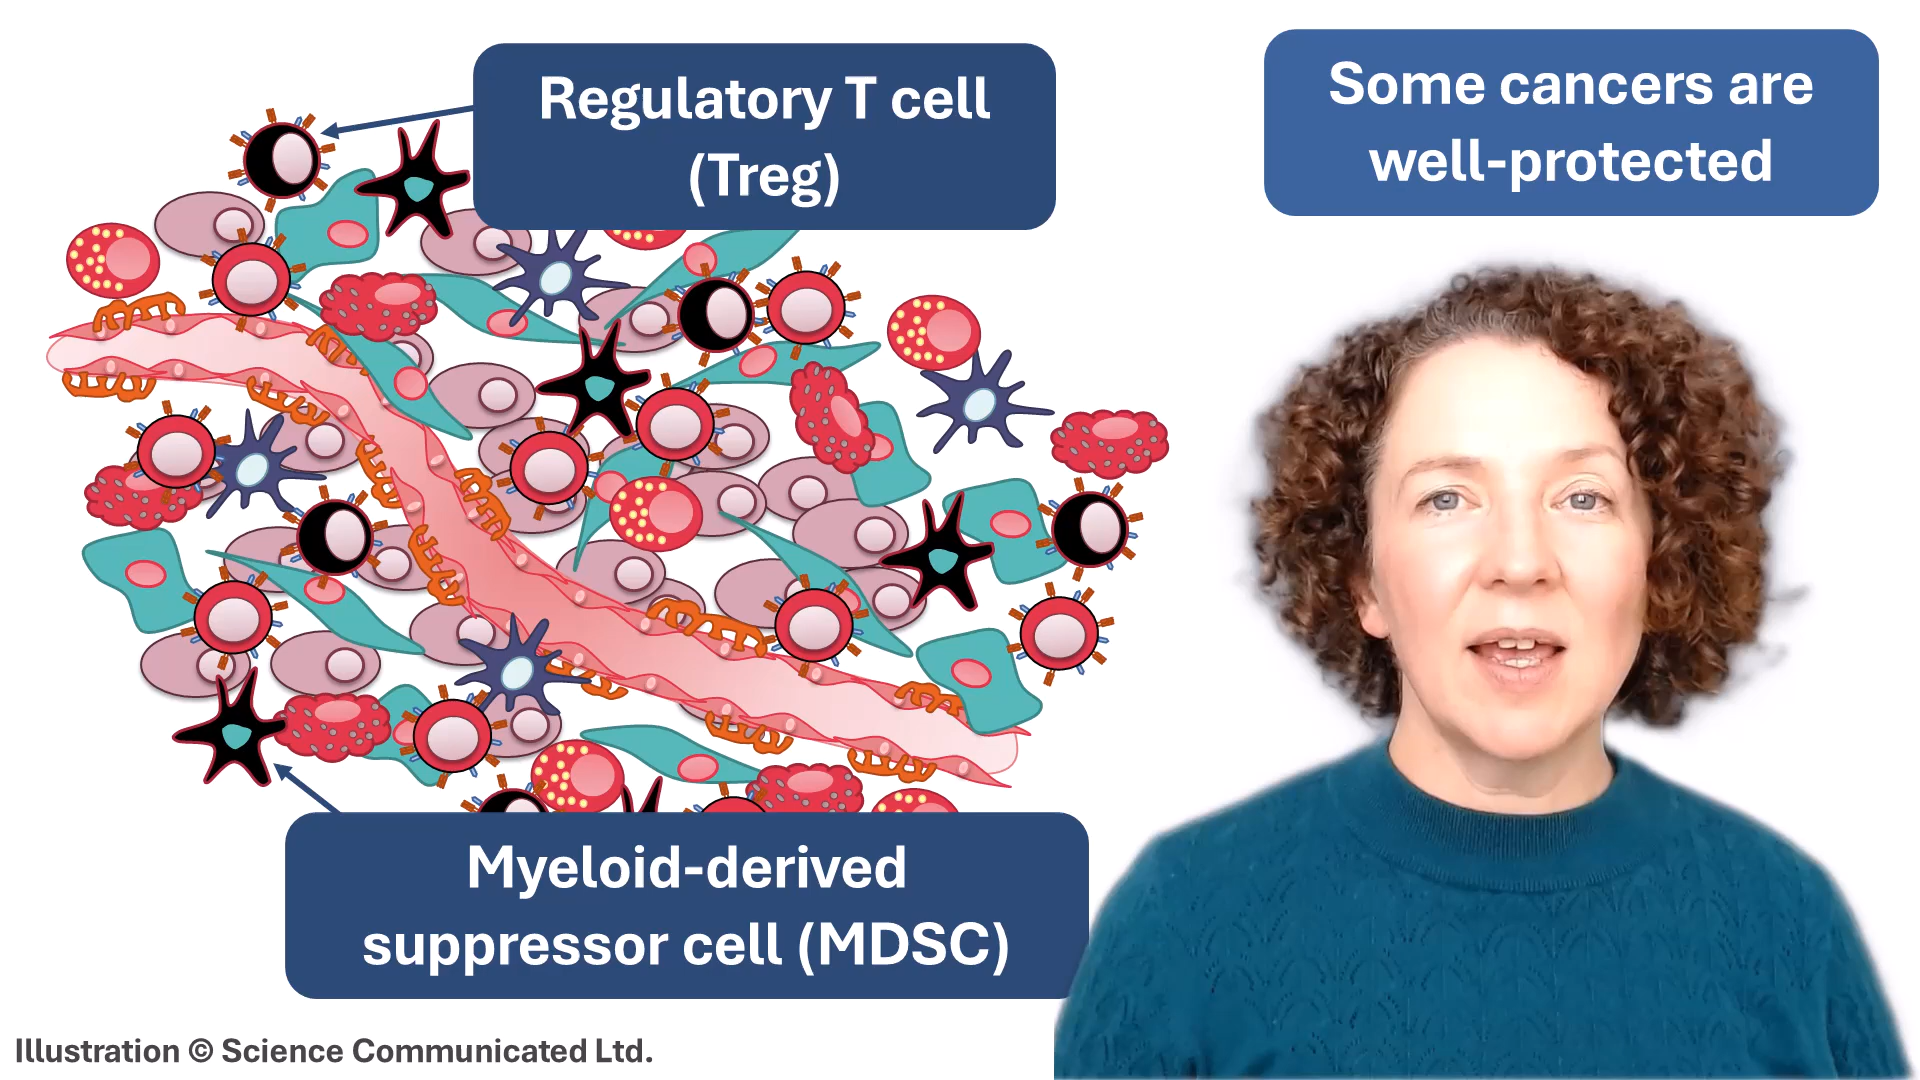 Regulatory T cell
(Treg)
Some cancers are
well-protected
Myeloid-derived
suppressor cell (MDSC)
Illustration © Science Communicated Ltd.